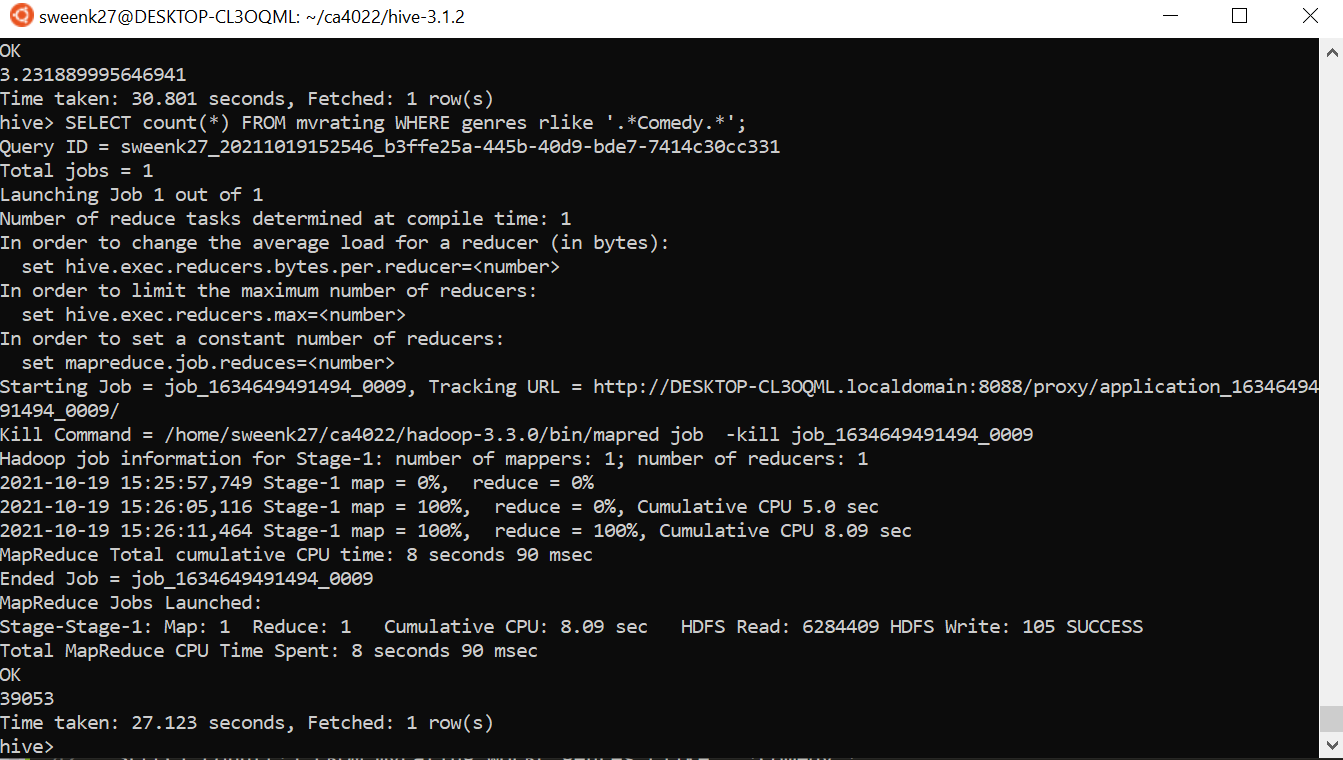 sweenk27@DESKTOP-CL3OQML: ~/ca4022/hive-3.1.2
OK
3.231889995646941
Time taken: 30.801 seconds, Fetched: 1 row(s)
hive> SELECT count(*) FROM mvrating WHERE genres rlike '.*Comedy.*';
Query ID = sweenk27_20211019152546_b3ffe25a-445b-40d9-bde7-7414c30cc331
Total jobs = 1
Launching Job 1 out of 1
Number of reduce tasks determined at compile time: 1
In order to change the average load for a reducer (in bytes):
  set hive.exec.reducers.bytes.per.reducer=<number>
In order to limit the maximum number of reducers:
  set hive.exec.reducers.max=<number>
In order to set a constant number of reducers:
  set mapreduce.job.reduces=<number>
Starting Job = job_1634649491494_0009, Tracking URL = http://DESKTOP-CL3OQML.localdomain:8088/proxy/application_16346494
91494_0009/
Kill Command = /home/sweenk27/ca4022/hadoop-3.3.0/bin/mapred job  -kill job_1634649491494_0009
Hadoop job information for Stage-1: number of mappers: 1; number of reducers: 1
2021-10-19 15:25:57,749 Stage-1 map = 0%,  reduce = 0%
2021-10-19 15:26:05,116 Stage-1 map = 100%,  reduce = 0%, Cumulative CPU 5.0 sec
2021-10-19 15:26:11,464 Stage-1 map = 100%,  reduce = 100%, Cumulative CPU 8.09 sec
MapReduce Total cumulative CPU time: 8 seconds 90 msec
Ended Job = job_1634649491494_0009
MapReduce Jobs Launched:
Stage-Stage-1: Map: 1  Reduce: 1   Cumulative CPU: 8.09 sec   HDFS Read: 6284409 HDFS Write: 105 SUCCESS
Total MapReduce CPU Time Spent: 8 seconds 90 msec
OK
39053
Time taken: 27.123 seconds, Fetched: 1 row(s)
hive>